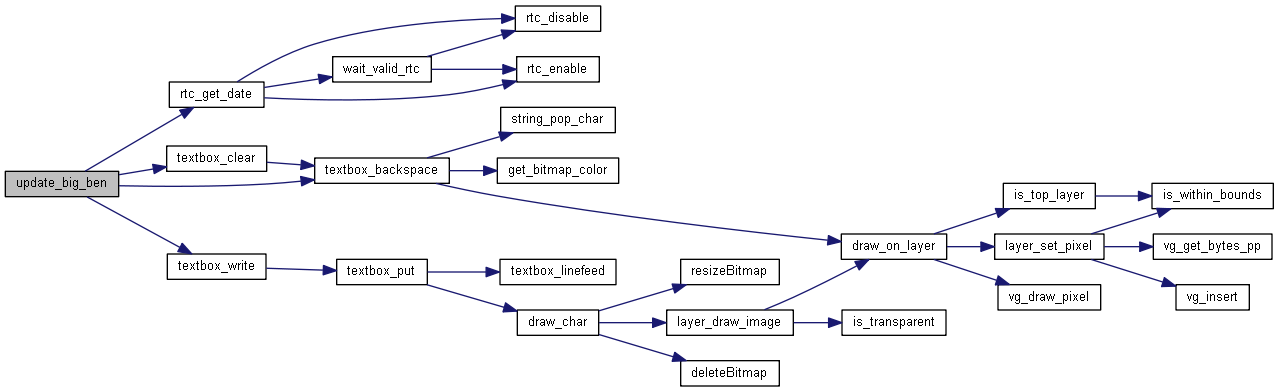 rtc_disable
wait_valid_rtc
rtc_enable
rtc_get_date
string_pop_char
textbox_clear
textbox_backspace
get_bitmap_color
update_big_ben
is_top_layer
is_within_bounds
draw_on_layer
layer_set_pixel
vg_get_bytes_pp
textbox_write
textbox_put
textbox_linefeed
resizeBitmap
vg_draw_pixel
vg_insert
draw_char
layer_draw_image
is_transparent
deleteBitmap